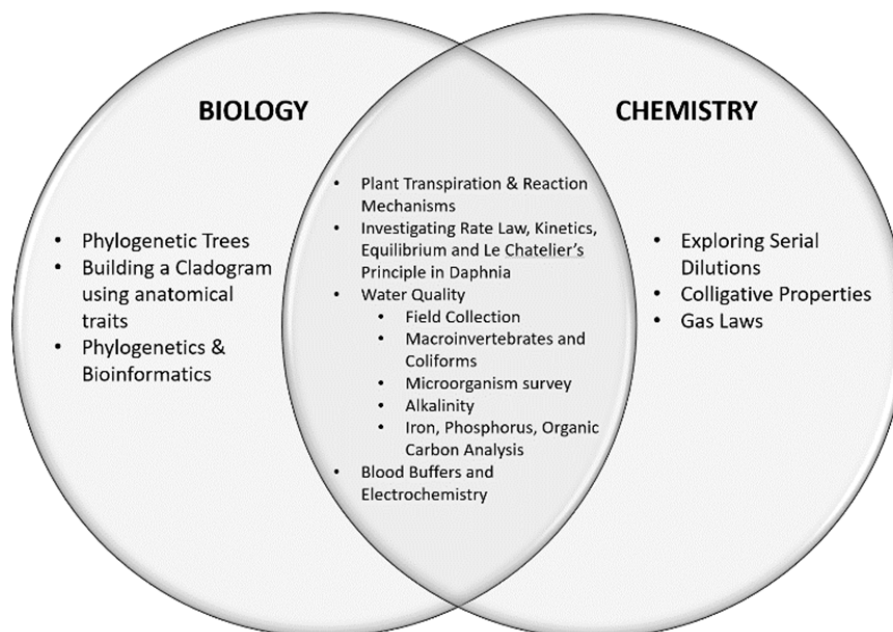 BIOLOGY
• Phylogenetic Trees
• Building a Cladogram
using anatomical
traits
• Phylogenetics &
Bioinformatics
• Plant Transpiration & Reaction
Mechanisms
• Investigating Rate Law, Kinetics,
Equilibrium and Le Chatelier’s
Principle in Daphnia
• Water Quality
• Field Collection
• Macroinvertebrates and
Coliforms
• Microorganism survey
• Alkalinity
• Iron, Phosphorus, Organic
Carbon Analysis
• Blood Buffers and
Electrochemistry
CHEMISTRY
• Exploring Serial
Dilutions
• Colligative Properties
• Gas Laws